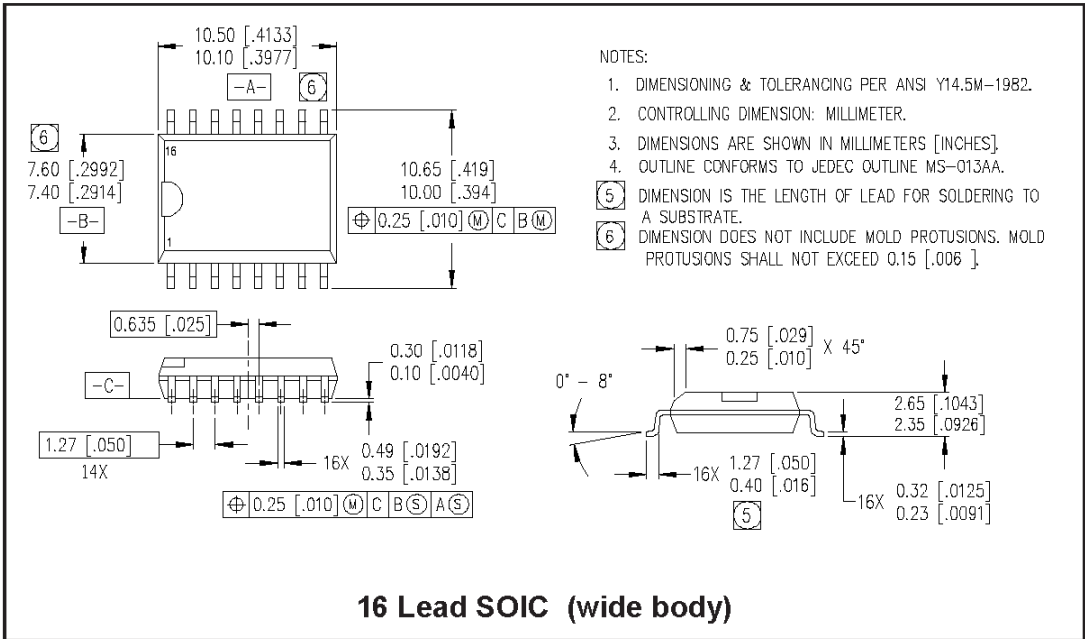 10.50 [.4133]
10.10 [.3977]
-A- 6
6
7.60 [.2992]
7.40 [.2914]
-B-
16
1
10.65 [.419]
10.00 [.394]
⌖ 0.25 [.010] Ⓜ C B Ⓜ
NOTES:
1. DIMENSIONING & TOLERANCING PER ANSI Y14.5M-1982.
2. CONTROLLING DIMENSION: MILLIMETER.
3. DIMENSIONS ARE SHOWN IN MILLIMETERS [INCHES].
4. OUTLINE CONFORMS TO JEDEC OUTLINE MS-013AA.
5 DIMENSION IS THE LENGTH OF LEAD FOR SOLDERING TO
A SUBSTRATE.
6 DIMENSION DOES NOT INCLUDE MOLD PROTUSIONS. MOLD
PROTUSIONS SHALL NOT EXCEED 0.15 [.006 ].
0.635 [.025]
-C-
0.30 [.0118]
0.10 [.0040]
1.27 [.050]
14X
16X 0.49 [.0192]
0.35 [.0138]
⌖ 0.25 [.010] Ⓜ C B Ⓢ A Ⓢ
0.75 [.029]
0.25 [.010] X 45°
0° - 8°
2.65 [.1043]
2.35 [.0926]
16X 1.27 [.050]
0.40 [.016]
5
16X 0.32 [.0125]
0.23 [.0091]
16 Lead SOIC (wide body)